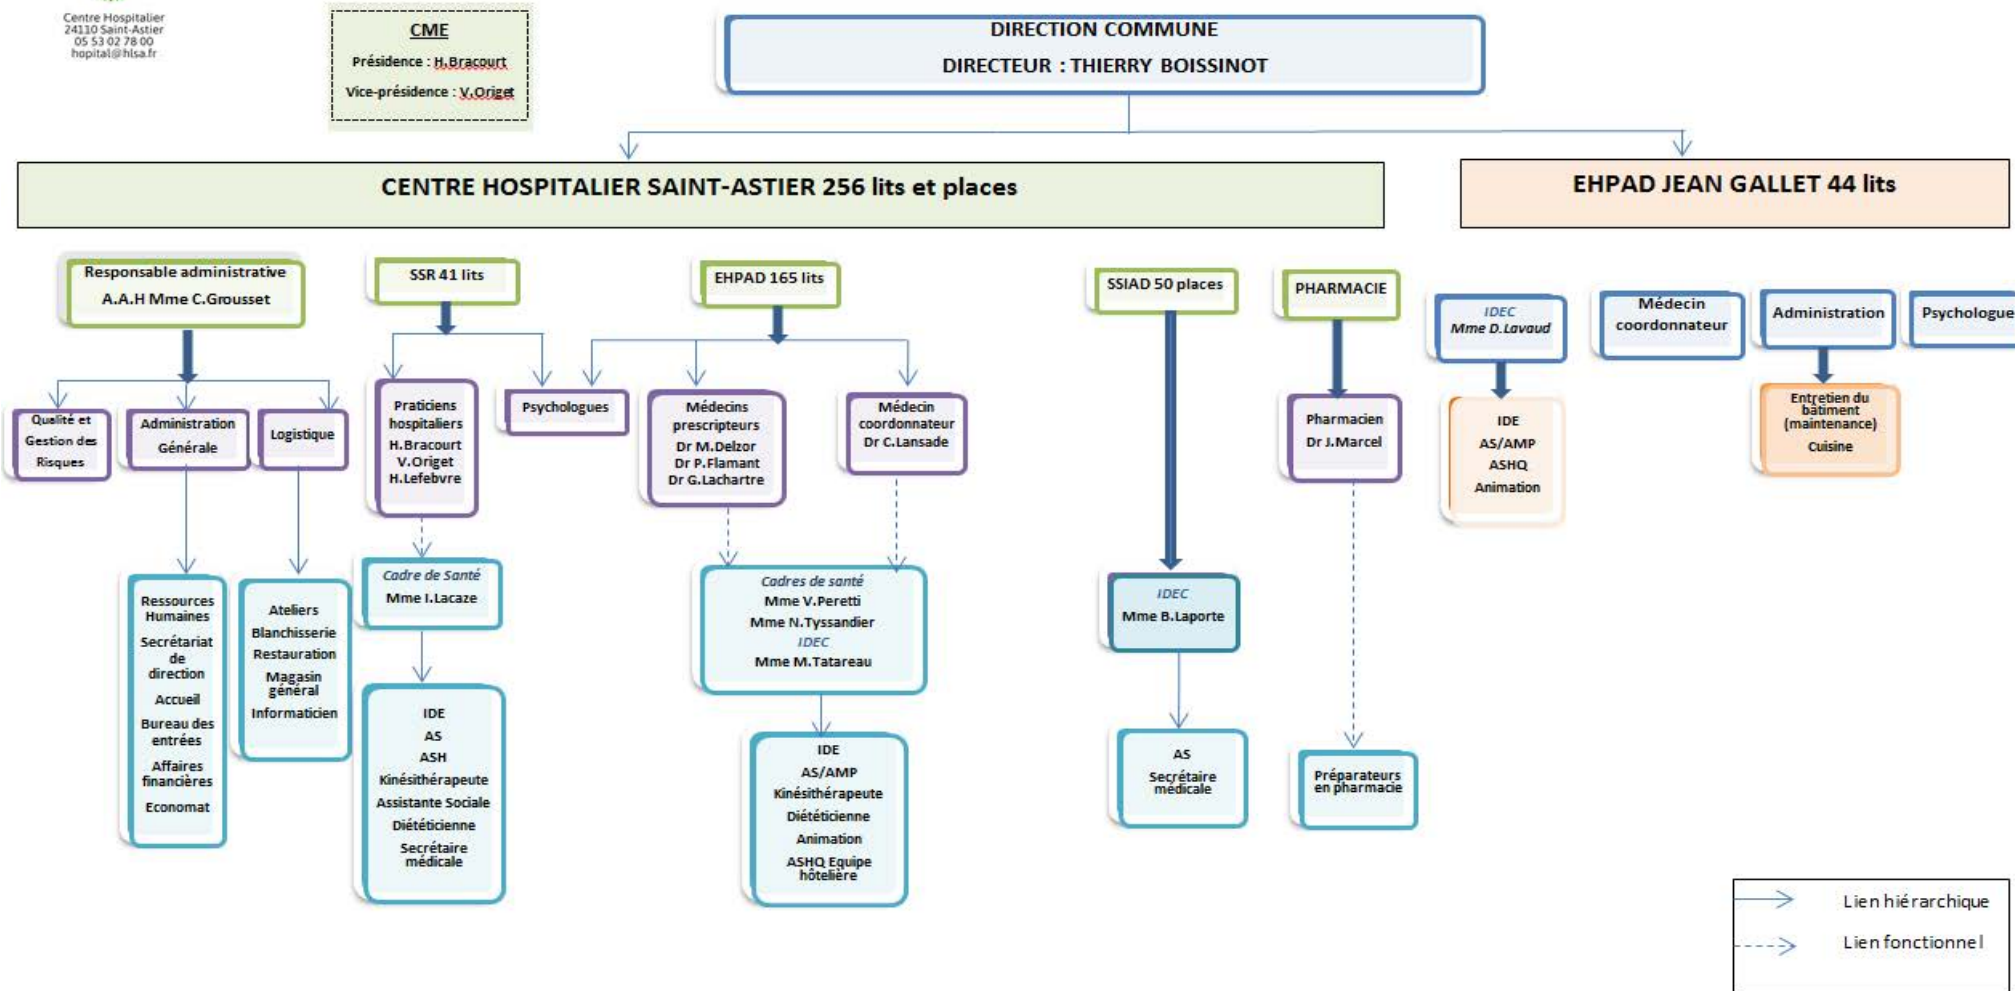 Centre Hospitalier
24110 Saint-Astier
05 53 02 78 00
hopital@hlsa.fr
CME
Présidence : H.Bracourt
Vice-présidence : V.Origet
DIRECTION COMMUNE
DIRECTEUR : THIERRY BOISSINOT
CENTRE HOSPITALIER SAINT-ASTIER 256 lits et places
EHPAD JEAN GALLET 44 lits
Responsable administrative
A.A.H Mme C.Grousset
SSR 41 lits
EHPAD 165 lits
SSIAD 50 places
PHARMACIE
IDEC
Mme D.Lavaud
Médecin
coordonnateur
Administration
Psychologue
Qualité et
Gestion des
Risques
Administration
Générale
Logistique
Praticiens
hospitaliers
H.Bracourt
V.Origet
H.Lefebvre
Psychologues
Médecins
prescripteurs
Dr M.Delzor
Dr P.Flamant
Dr G.Lachartre
Médecin
coordonnateur
Dr C.Lansade
Pharmacien
Dr J.Marcel
IDE
AS/AMP
ASHQ
Animation
Entretien du
bâtiment
(maintenance)
Cuisine
Ressources
Humaines
Secrétariat
de
direction
Accueil
Bureau des
entrées
Affaires
financières
Economat
Ateliers
Blanchisserie
Restauration
Magasin
général
Informaticien
Cadre de Santé
Mme I.Lacaze
IDE
AS
ASH
Kinésithérapeute
Assistante Sociale
Diététicienne
Secrétaire
médicale
Cadres de santé
Mme V.Peretti
Mme N.Tyssandier
IDEC
Mme M.Tatareau
IDE
AS/AMP
Kinésithérapeute
Diététicienne
Animation
ASHQ Equipe
hôtelière
IDEC
Mme B.Laporte
AS
Secrétaire
médicale
Préparateurs
en pharmacie
Lien hiérarchique
Lien fonctionnel